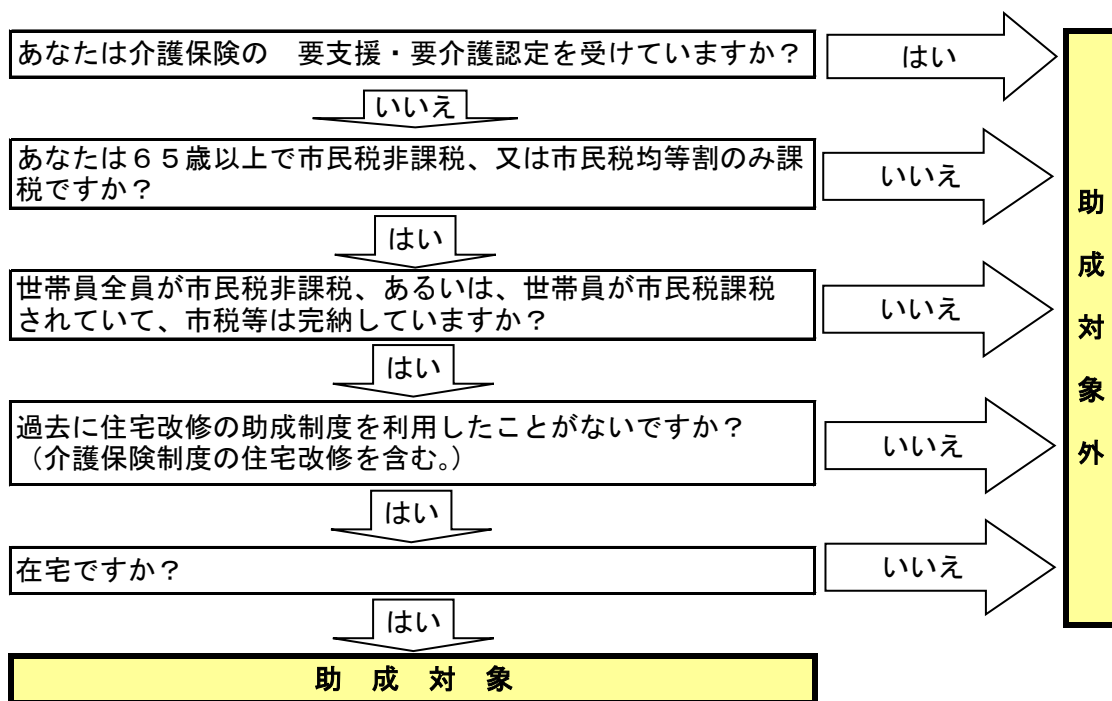 あなたは介護保険の　要支援・要介護認定を受けていますか？
はい
いいえ
あなたは６５歳以上で市民税非課税、又は市民税均等割のみ課
税ですか？
いいえ
はい
世帯員全員が市民税非課税、あるいは、世帯員が市民税課税
されていて、市税等は完納していますか？
いいえ
はい
過去に住宅改修の助成制度を利用したことがないですか？
（介護保険制度の住宅改修を含む。）
いいえ
はい
在宅ですか？
いいえ
はい
助成対象
助成対象外